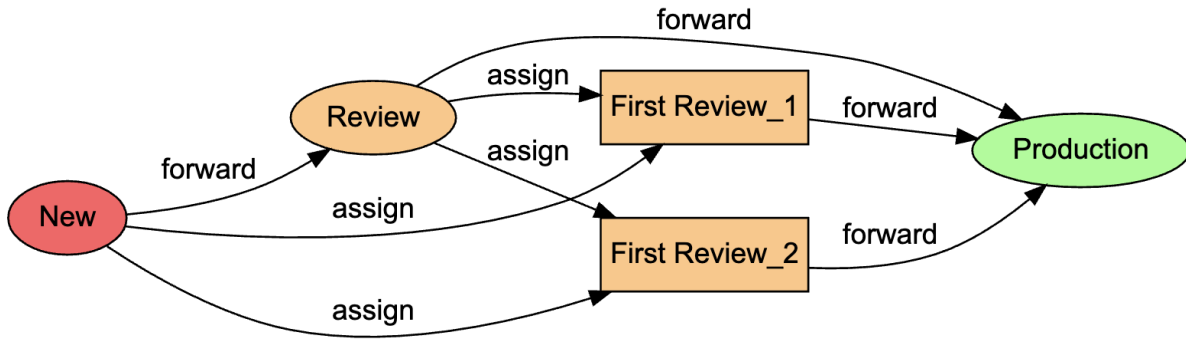 forward
assign
First Review_1
forward
Review
assign
Production
forward
New
assign
First Review_2
forward
assign